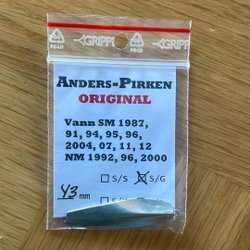 GRIPP
ANDERS-PIRKEN
ORIGINAL
Vann SM 1987,
91, 94, 95, 96,
2004, 07, 11, 12
NM 1992, 96, 2000
S/S S/G
43 mm